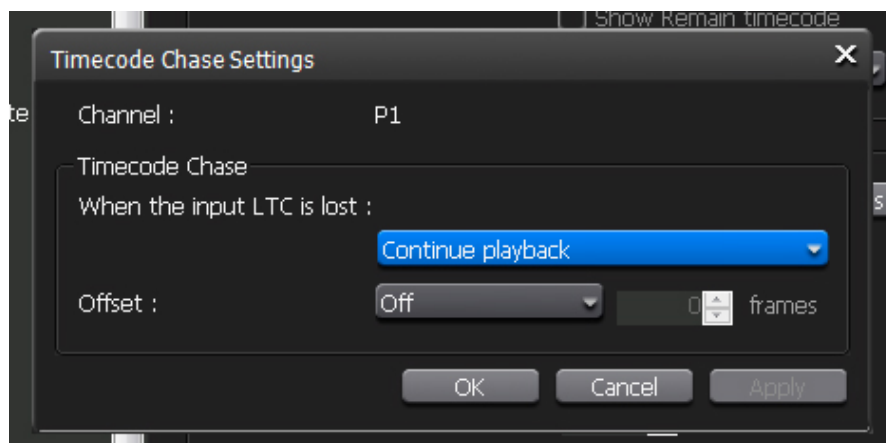 Show Remain timecode
Timecode Chase Settings
te
Channel : P1
Timecode Chase
When the input LTC is lost :
s
Continue playback
Offset : Off 0 frames
OK Cancel Apply